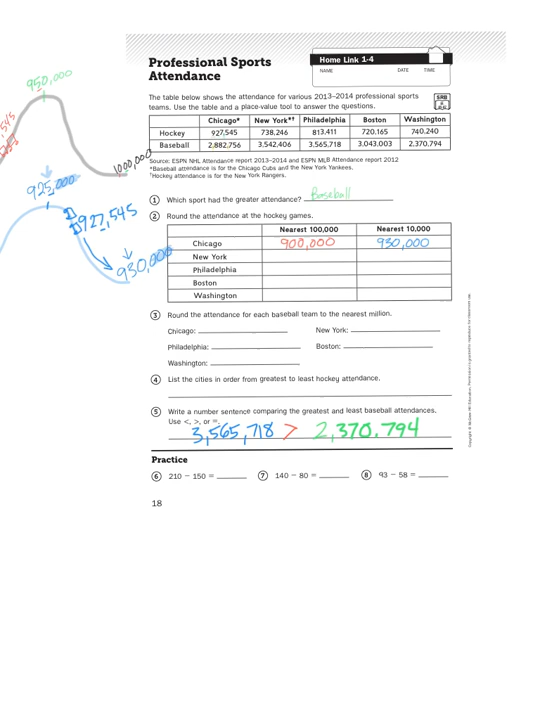 Professional Sports
Attendance
Home Link 1-4
NAME DATE TIME
The table below shows the attendance for various 2013–2014 professional sports
teams. Use the table and a place-value tool to answer the questions.
SRB
Chicago* New York*† Philadelphia Boston Washington
Hockey 927,545 738,246 813,411 720,165 740,240
Baseball 2,882,756 3,542,406 3,565,718 3,043,003 2,370,794
Source: ESPN NHL Attendance report 2013–2014 and ESPN MLB Attendance report 2012
*Baseball attendance is for the Chicago Cubs and the New York Yankees.
†Hockey attendance is for the New York Rangers.
950,000
1000,000
925,000
927,545
930,000
① Which sport had the greater attendance? Baseball
② Round the attendance at the hockey games.
Nearest 100,000 Nearest 10,000
Chicago 900,000 930,000
New York
Philadelphia
Boston
Washington
③ Round the attendance for each baseball team to the nearest million.
Chicago: New York:
Philadelphia: Boston:
Washington:
④ List the cities in order from greatest to least hockey attendance.
⑤ Write a number sentence comparing the greatest and least baseball attendances.
Use <, >, or =.
3,565,718 > 2,370.794
Practice
⑥ 210 − 150 = ⑦ 140 − 80 = ⑧ 93 − 58 =
18